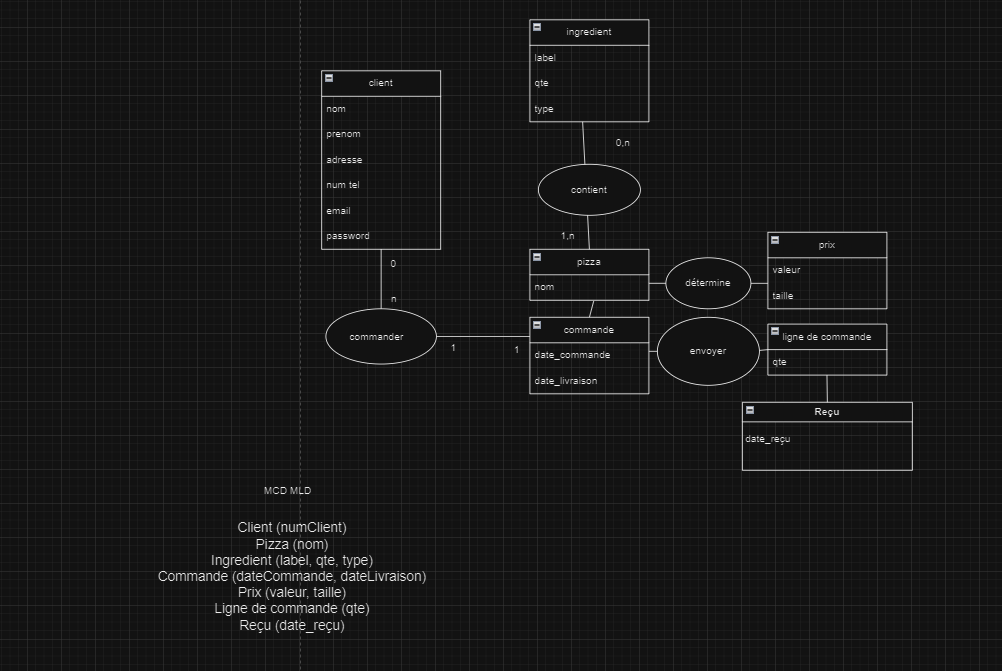 ingredient
label
qte
type
client
nom
prenom
adresse
num tel
email
password
0,n
contient
1,n
pizza
nom
détermine
prix
valeur
taille
0
n
commander
1
1
commande
date_commande
date_livraison
envoyer
ligne de commande
qte
Reçu
date_reçu
MCD MLD
Client (numClient)
Pizza (nom)
Ingredient (label, qte, type)
Commande (dateCommande, dateLivraison)
Prix (valeur, taille)
Ligne de commande (qte)
Reçu (date_reçu)